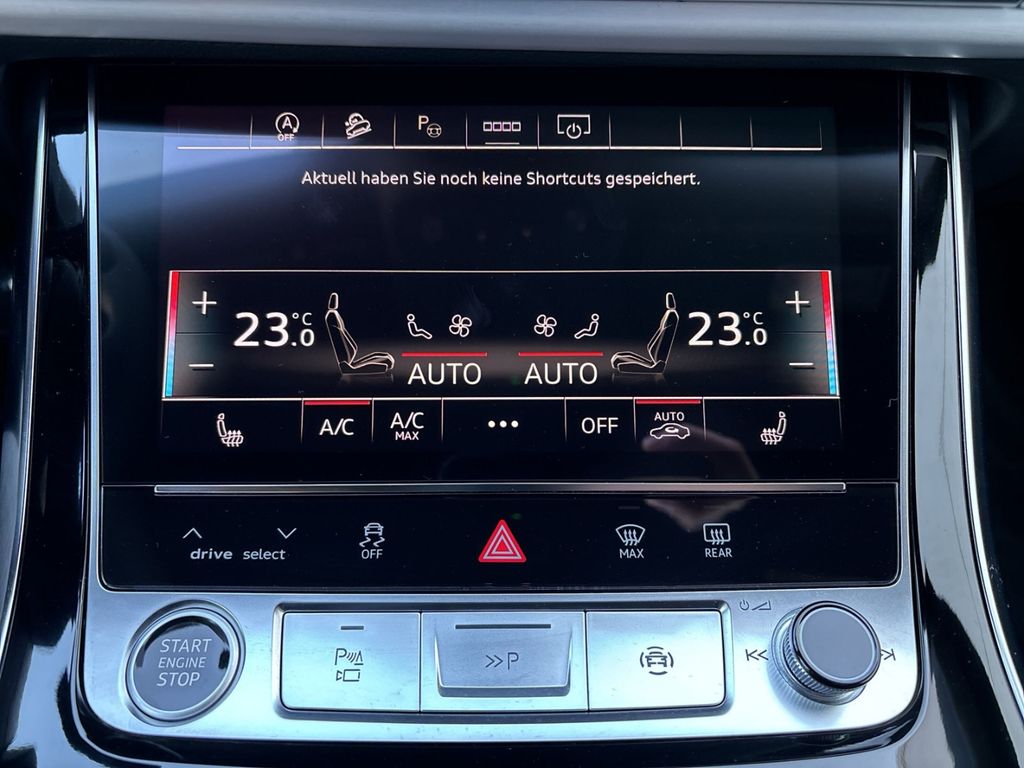 A
OFF
P
Aktuell haben Sie noch keine Shortcuts gespeichert.
+ 23.0 °C
23.0 °C +
− −
AUTO AUTO
A/C
A/C
MAX
•••
OFF
AUTO
drive select
OFF
MAX
REAR
START
ENGINE
STOP
P
>>P